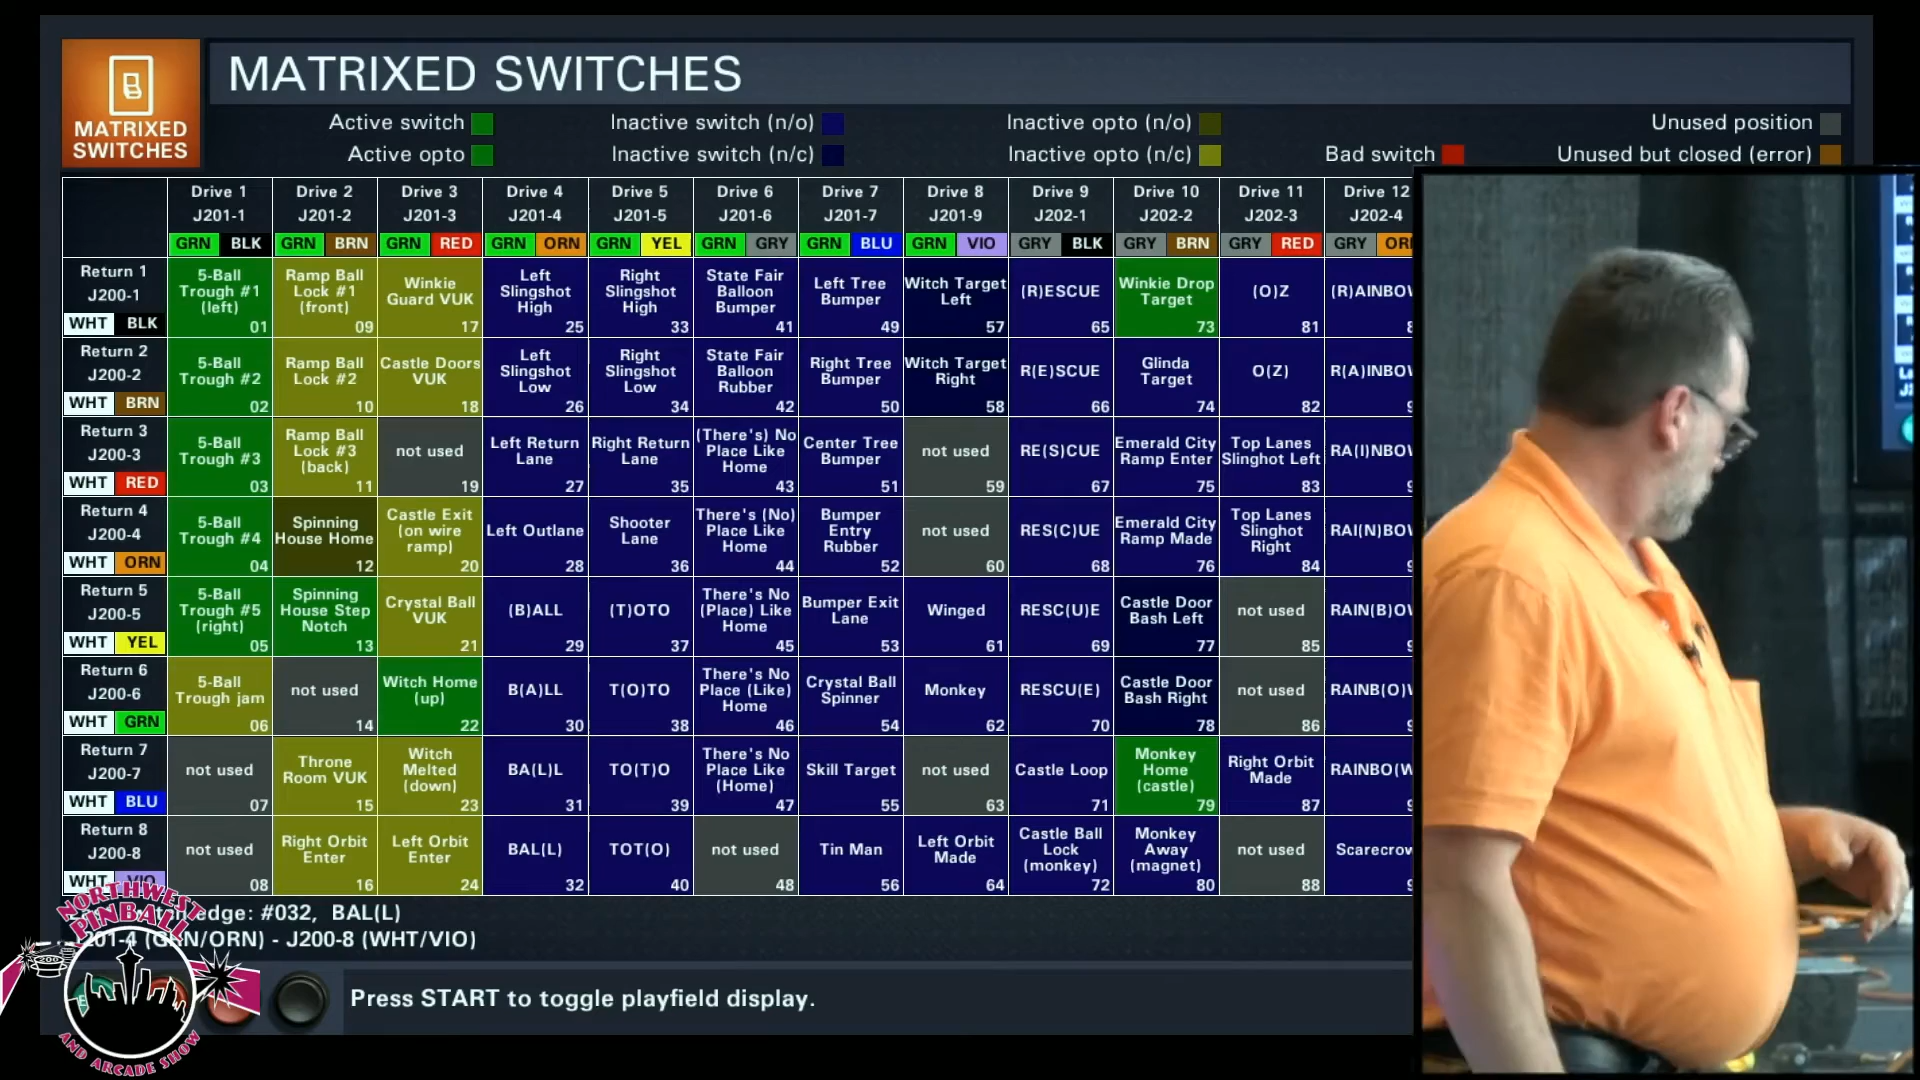 MATRIXED SWITCHES
MATRIXED
SWITCHES
Active switch Inactive switch (n/o) Inactive opto (n/o) Unused position
Active opto Inactive switch (n/c) Inactive opto (n/c) Bad switch Unused but closed (error)
Drive 1 Drive 2 Drive 3 Drive 4 Drive 5 Drive 6 Drive 7 Drive 8 Drive 9 Drive 10 Drive 11 Drive 12
J201-1 J201-2 J201-3 J201-4 J201-5 J201-6 J201-7 J201-9 J202-1 J202-2 J202-3 J202-4
GRN BLK GRN BRN GRN RED GRN ORN GRN YEL GRN GRY GRN BLU GRN VIO GRY BLK GRY BRN GRY RED GRY
Return 1 J200-1 WHT BLK
5-Ball Trough #1 (left) 01
Ramp Ball Lock #1 (front) 09
Winkie Guard VUK 17
Left Slingshot High 25
Right Slingshot High 33
State Fair Balloon Bumper 41
Left Tree Bumper 49
Witch Target Left 57
(R)ESCUE 65
Winkie Drop Target 73
(O)Z 81
(R)AINBOW
Return 2 J200-2 WHT BRN
5-Ball Trough #2 02
Ramp Ball Lock #2 10
Castle Doors VUK 18
Left Slingshot Low 26
Right Slingshot Low 34
State Fair Balloon Rubber 42
Right Tree Bumper 50
Witch Target Right 58
R(E)SCUE 66
Glinda Target 74
O(Z) 82
R(A)INBOW
Return 3 J200-3 WHT RED
5-Ball Trough #3 03
Ramp Ball Lock #3 (back) 11
not used 19
Left Return Lane 27
Right Return Lane 35
(There's) No Place Like Home 43
Center Tree Bumper 51
not used 59
RE(S)CUE 67
Emerald City Ramp Enter 75
Top Lanes Slinghot Left 83
RA(I)NBOW
Return 4 J200-4 WHT ORN
5-Ball Trough #4 04
Spinning House Home 12
Castle Exit (on wire ramp) 20
Left Outlane 28
Shooter Lane 36
There's (No) Place Like Home 44
Bumper Entry Rubber 52
not used 60
RES(C)UE 68
Emerald City Ramp Made 76
Top Lanes Slinghot Right 84
RAI(N)BOW
Return 5 J200-5 WHT YEL
5-Ball Trough #5 (right) 05
Spinning House Step Notch 13
Crystal Ball VUK 21
(B)ALL 29
(T)OTO 37
There's No (Place) Like Home 45
Bumper Exit Lane 53
Winged 61
RESC(U)E 69
Castle Door Bash Left 77
not used 85
RAIN(B)OW
Return 6 J200-6 WHT GRN
5-Ball Trough jam 06
not used 14
Witch Home (up) 22
B(A)LL 30
T(O)TO 38
There's No Place (Like) Home 46
Crystal Ball Spinner 54
Monkey 62
RESCU(E) 70
Castle Door Bash Right 78
not used 86
RAINB(O)W
Return 7 J200-7 WHT BLU
not used 07
Throne Room VUK 15
Witch Melted (down) 23
BA(L)L 31
TO(T)O 39
There's No Place Like (Home) 47
Skill Target 55
not used 63
Castle Loop 71
Monkey Home (castle) 79
Right Orbit Made 87
RAINBO(W
Return 8 J200-8 WHT VIO
not used 08
Right Orbit Enter 16
Left Orbit Enter 24
BAL(L) 32
TOT(O) 40
not used 48
Tin Man 56
Left Orbit Made 64
Castle Ball Lock (monkey) 72
Monkey Away (magnet) 80
not used 88
Scarecrow
edge: #032, BAL(L)
J201-4 (GRN/ORN) - J200-8 (WHT/VIO)
Press START to toggle playfield display.
NORTHWEST
PINBALL
AND ARCADE SHOW